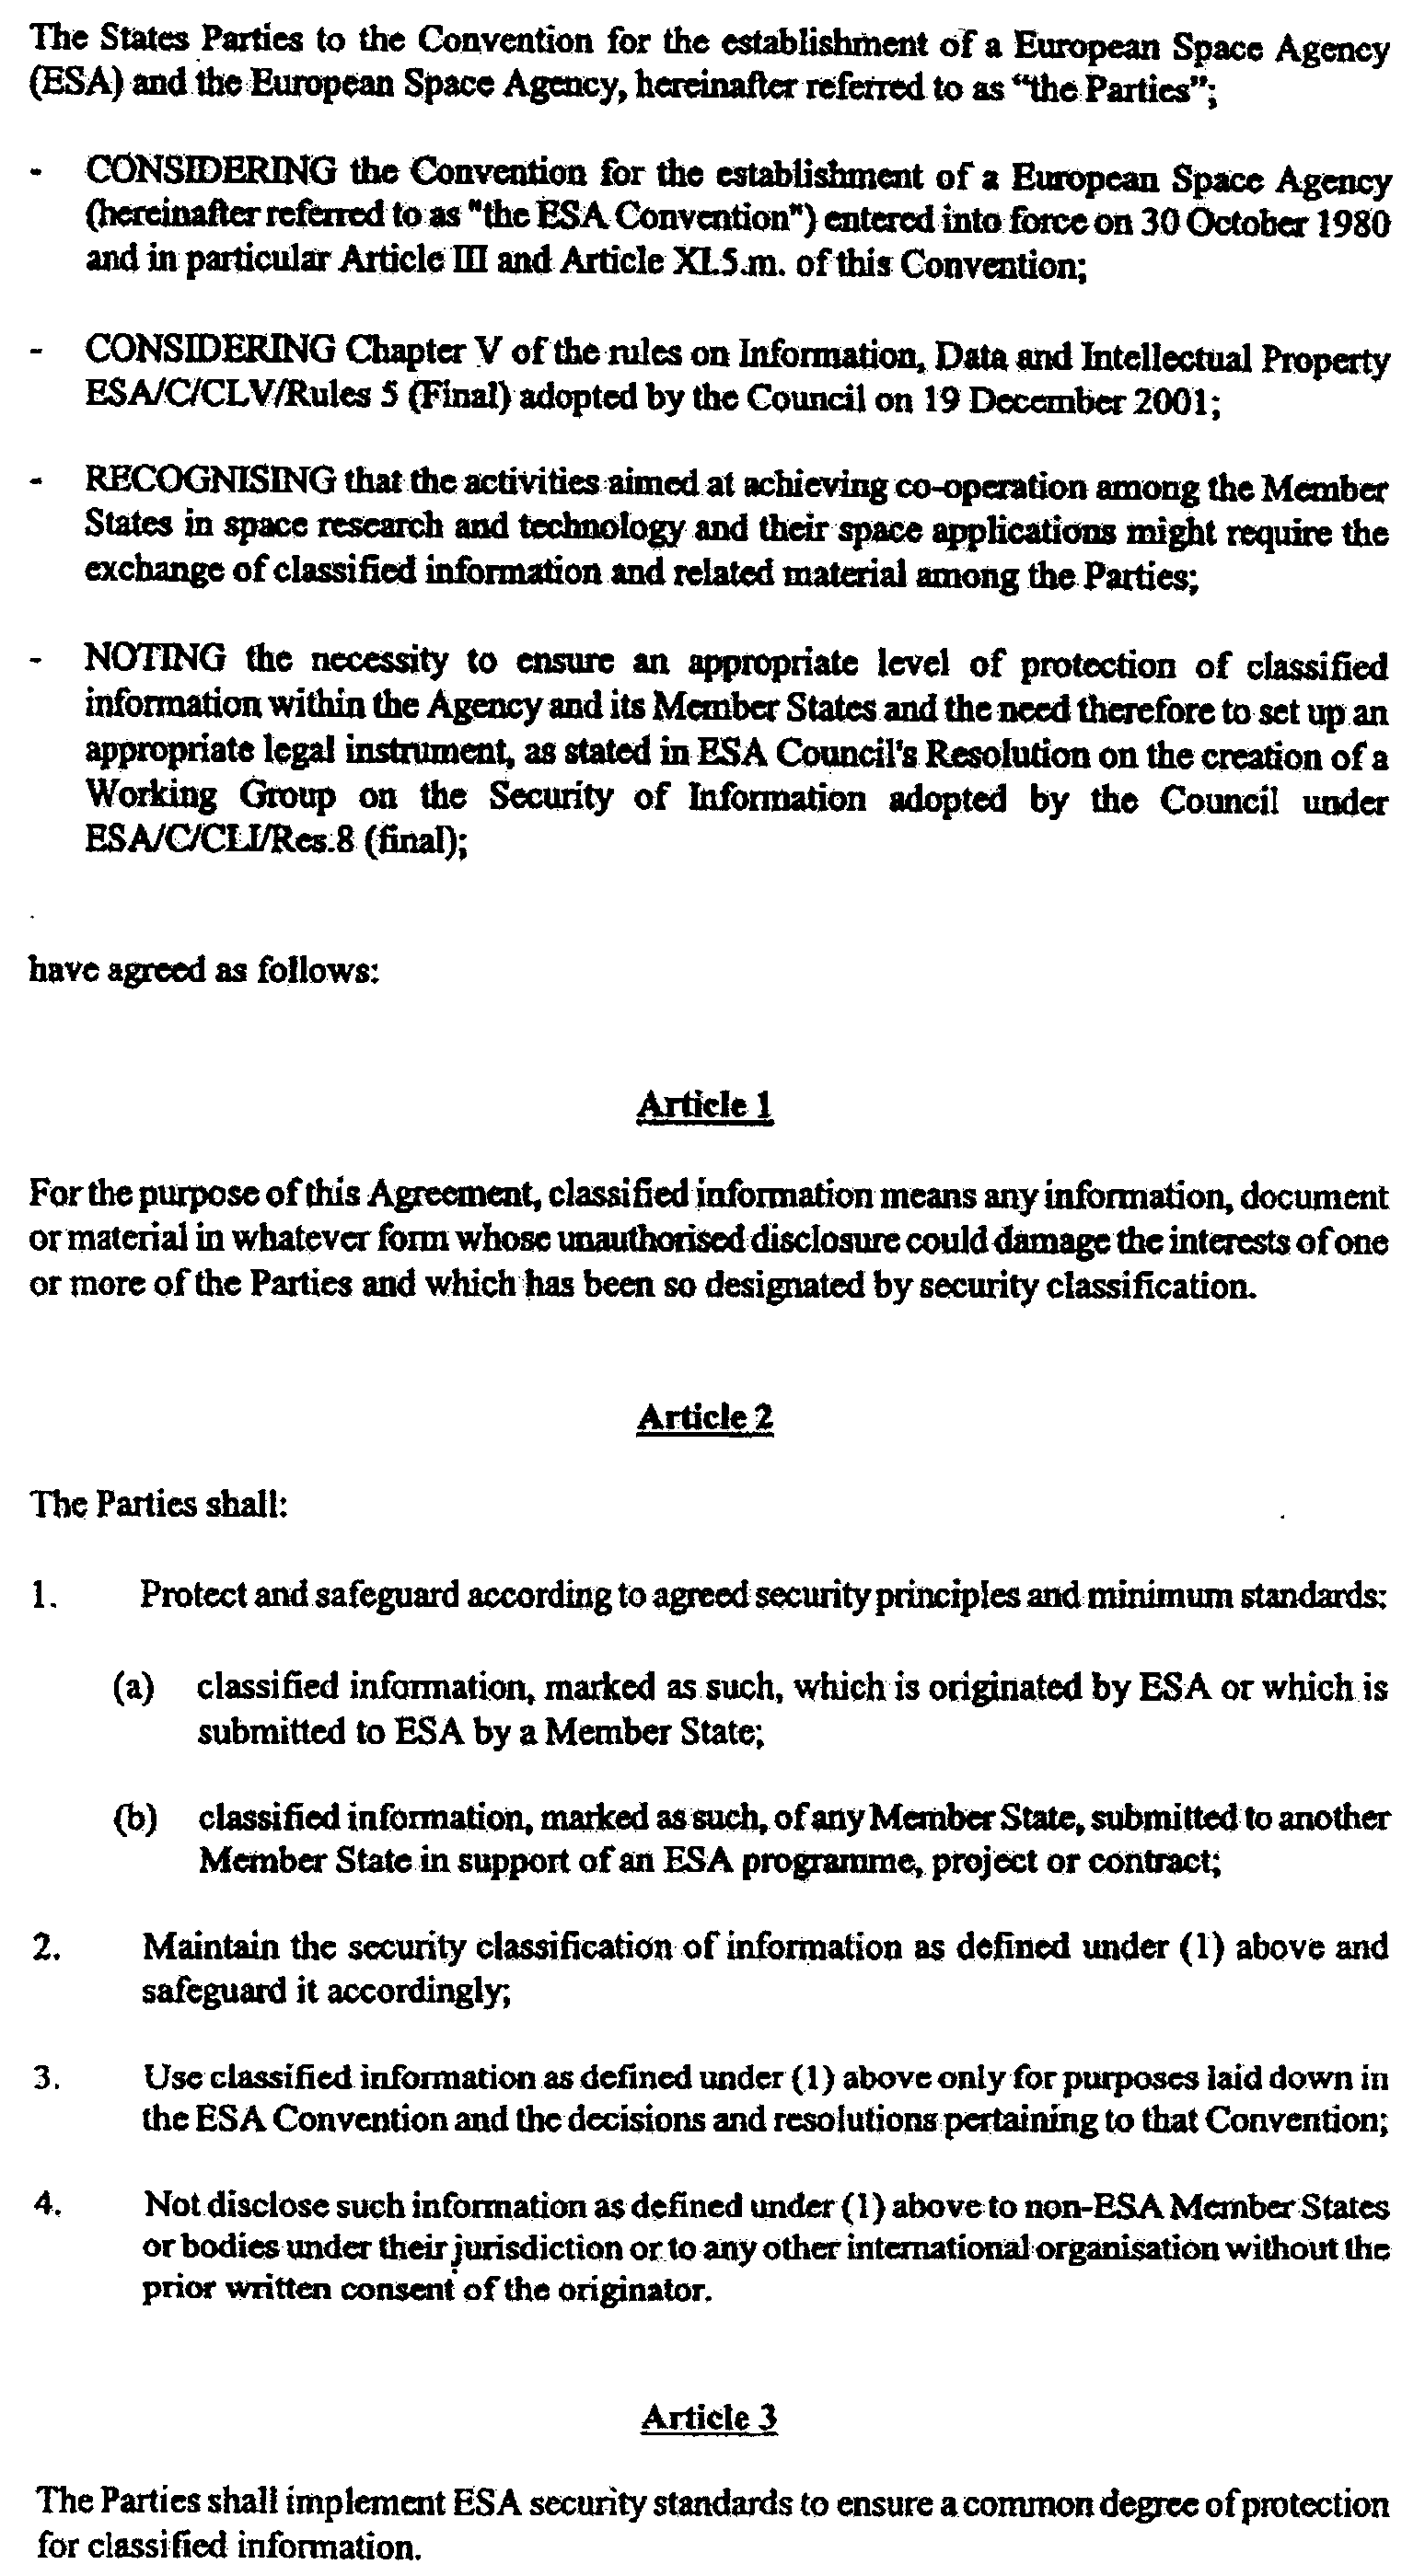 The States Parties to the Convention for the establishment of a European Space Agency
(ESA) and the European Space Agency, hereinafter referred to as “the Parties”;
- CONSIDERING the Convention for the establishment of a European Space Agency
(hereinafter referred to as "the ESA Convention") entered into force on 30 October 1980
and in particular Article III and Article XI.5.m. of this Convention;
- CONSIDERING Chapter V of the rules on Information, Data and Intellectual Property
ESA/C/CLV/Rules 5 (Final) adopted by the Council on 19 December 2001;
- RECOGNISING that the activities aimed at achieving co-operation among the Member
States in space research and technology and their space applications might require the
exchange of classified information and related material among the Parties;
- NOTING the necessity to ensure an appropriate level of protection of classified
information within the Agency and its Member States and the need therefore to set up an
appropriate legal instrument, as stated in ESA Council's Resolution on the creation of a
Working Group on the Security of Information adopted by the Council under
ESA/C/CLI/Res.8 (final);
have agreed as follows:
Article 1
For the purpose of this Agreement, classified information means any information, document
or material in whatever form whose unauthorised disclosure could damage the interests of one
or more of the Parties and which has been so designated by security classification.
Article 2
The Parties shall:
1. Protect and safeguard according to agreed security principles and minimum standards:
(a) classified information, marked as such, which is originated by ESA or which is
submitted to ESA by a Member State;
(b) classified information, marked as such, of any Member State, submitted to another
Member State in support of an ESA programme, project or contract;
2. Maintain the security classification of information as defined under (1) above and
safeguard it accordingly;
3. Use classified information as defined under (1) above only for purposes laid down in
the ESA Convention and the decisions and resolutions pertaining to that Convention;
4. Not disclose such information as defined under (1) above to non-ESA Member States
or bodies under their jurisdiction or to any other international organisation without the
prior written consent of the originator.
Article 3
The Parties shall implement ESA security standards to ensure a common degree of protection
for classified information.